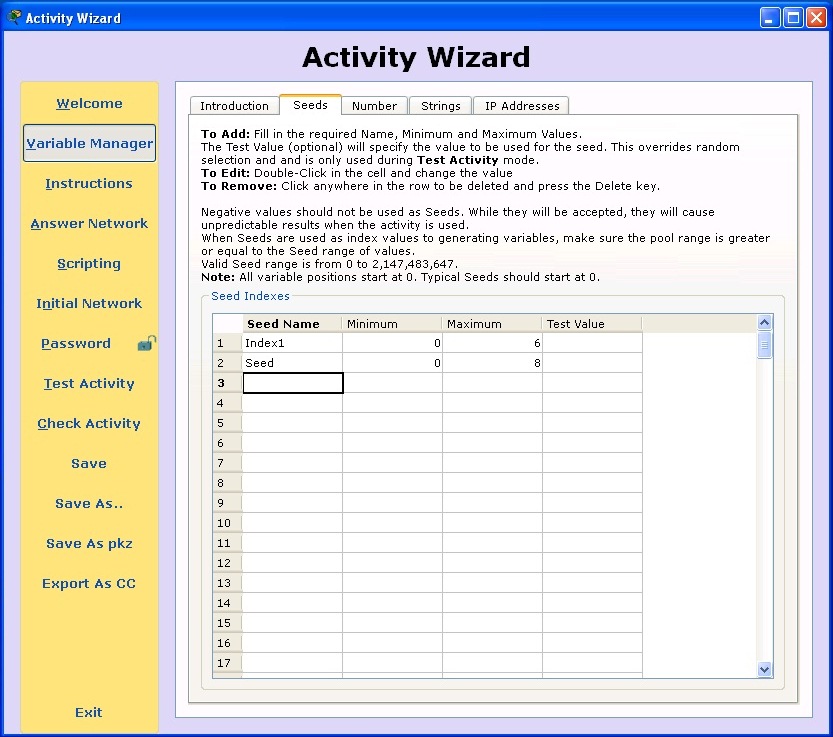 Activity Wizard
Activity Wizard
Welcome
Variable Manager
Instructions
Answer Network
Scripting
Initial Network
Password
Test Activity
Check Activity
Save
Save As..
Save As pkz
Export As CC
Exit
Introduction Seeds Number Strings IP Addresses
To Add: Fill in the required Name, Minimum and Maximum Values.
The Test Value (optional) will specify the value to be used for the seed. This overrides random
selection and and is only used during Test Activity mode.
To Edit: Double-Click in the cell and change the value
To Remove: Click anywhere in the row to be deleted and press the Delete key.
Negative values should not be used as Seeds. While they will be accepted, they will cause
unpredictable results when the activity is used.
When Seeds are used as index values to generating variables, make sure the pool range is greater
or equal to the Seed range of values.
Valid Seed range is from 0 to 2,147,483,647.
Note: All variable positions start at 0. Typical Seeds should start at 0.
Seed Indexes
Seed Name Minimum Maximum Test Value
1 Index1 0 6
2 Seed 0 8
3
4
5
6
7
8
9
10
11
12
13
14
15
16
17